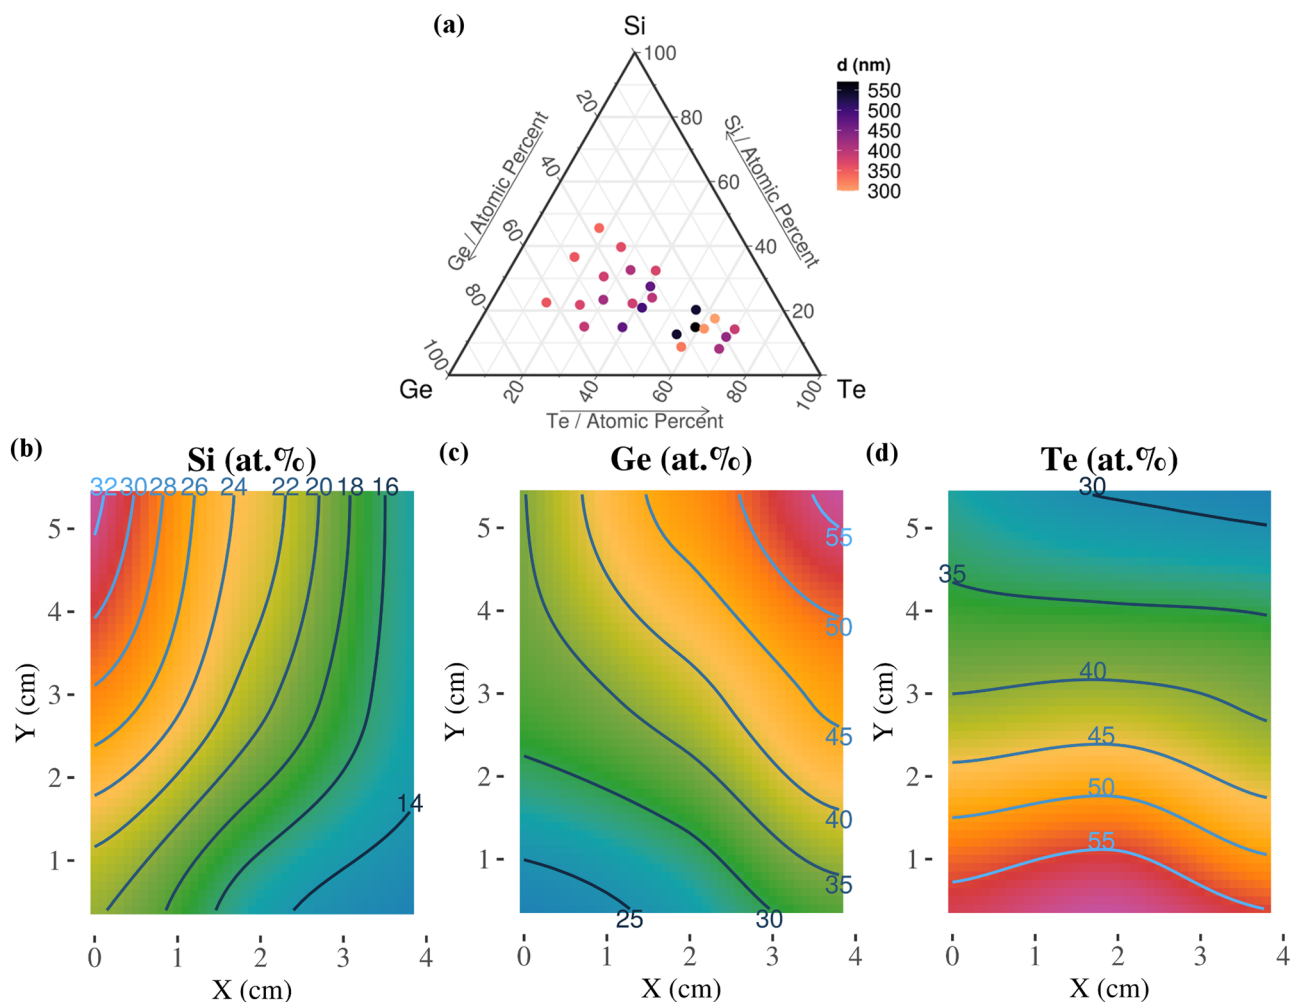 (a)
Si
100
80
60
40
20
Si / Atomic Percent
20
40
60
80
100
Ge / Atomic Percent
Ge
Te
20
40
60
80
100
Te / Atomic Percent
d (nm)
550
500
450
400
350
300
(b)
Si (at.%)
32 30 28 26 24 22 20 18 16
14
5
4
3
2
1
Y (cm)
0 1 2 3 4
X (cm)
(c)
Ge (at.%)
55
50
45
40
35
30
25
5
4
3
2
1
Y (cm)
0 1 2 3 4
X (cm)
(d)
Te (at.%)
30
35
40
45
50
55
5
4
3
2
1
Y (cm)
0 1 2 3 4
X (cm)